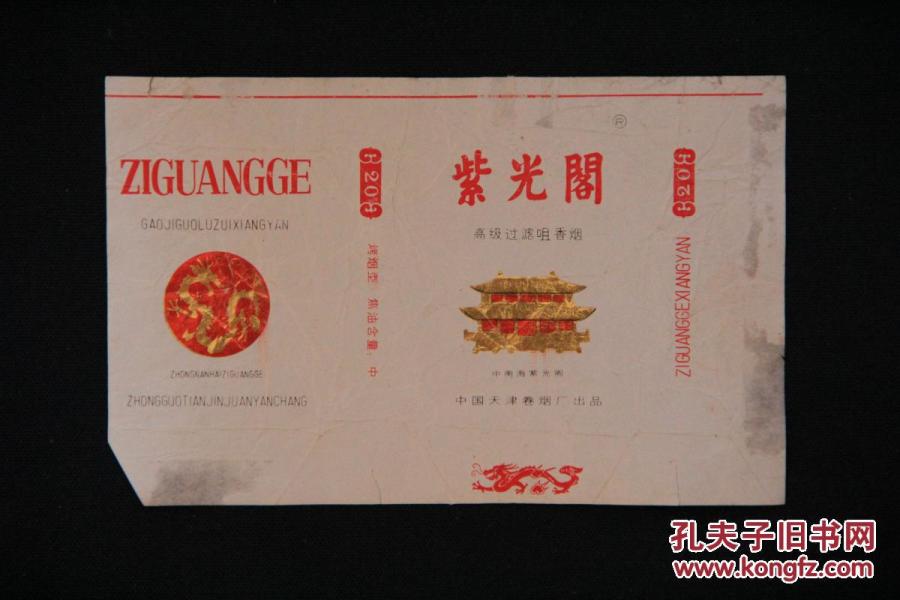 ZIGUANGGE
GAOJIGUOLUZUIXIANGYAN
ZHONGNANHAIZIGUANGGE
ZHONGGUOTIANJINJUANYANCHANG
20
烤烟型 焦油含量:中
®
紫光閣
高级过滤咀香烟
中南海紫光阁
中国天津卷烟厂出品
20
ZIGUANGGEXIANGYAN
孔夫子旧书网
www.kongfz.com